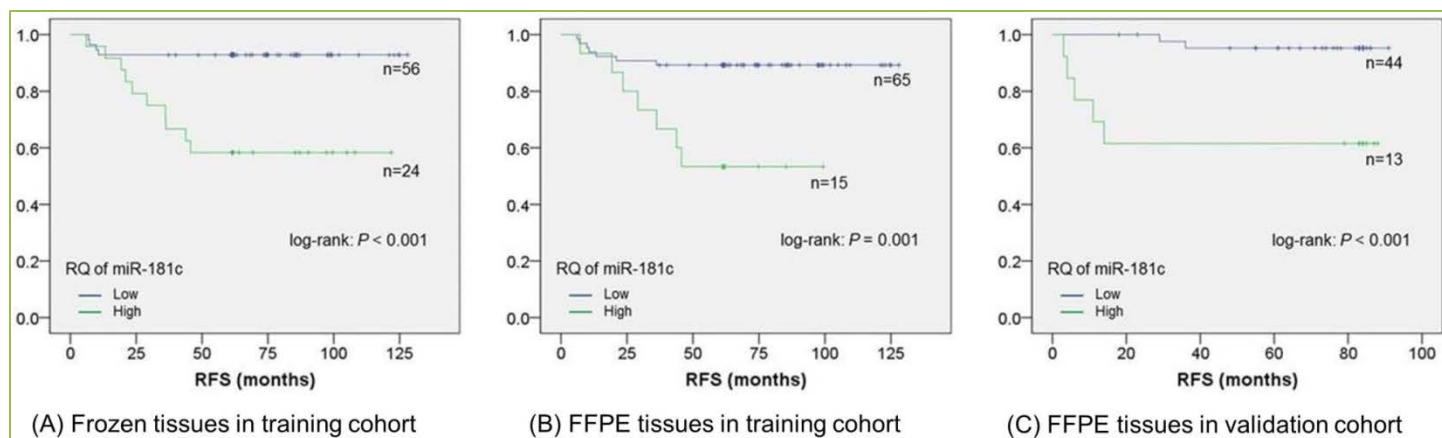 1.0
0.8
0.6
0.4
0.2
0.0
n=56
n=24
log-rank: P < 0.001
RQ of miR-181c
Low
High
0 25 50 75 100 125
RFS (months)
(A) Frozen tissues in training cohort
1.0
0.8
0.6
0.4
0.2
0.0
n=65
n=15
log-rank: P = 0.001
RQ of miR-181c
Low
High
0 25 50 75 100 125
RFS (months)
(B) FFPE tissues in training cohort
1.0
0.8
0.6
0.4
0.2
0.0
n=44
n=13
log-rank: P < 0.001
RQ of miR-181c
Low
High
0 20 40 60 80 100
RFS (months)
(C) FFPE tissues in validation cohort